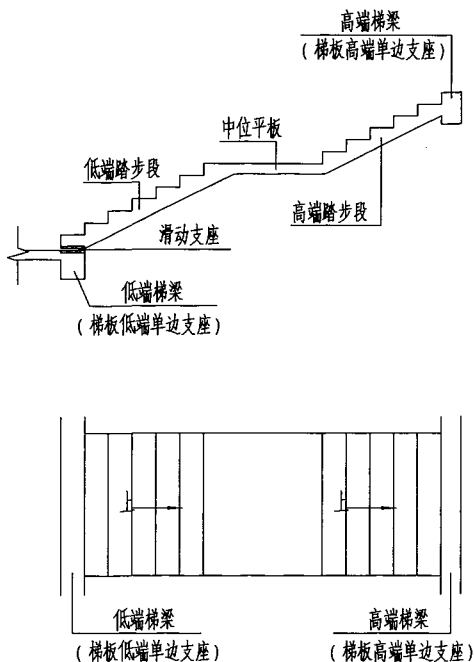 高端梯梁
(梯板高端单边支座)
中位平板
低端踏步段
高端踏步段
滑动支座
低端梯梁
(梯板低端单边支座)
上
上
低端梯梁
(梯板低端单边支座)
高端梯梁
(梯板高端单边支座)